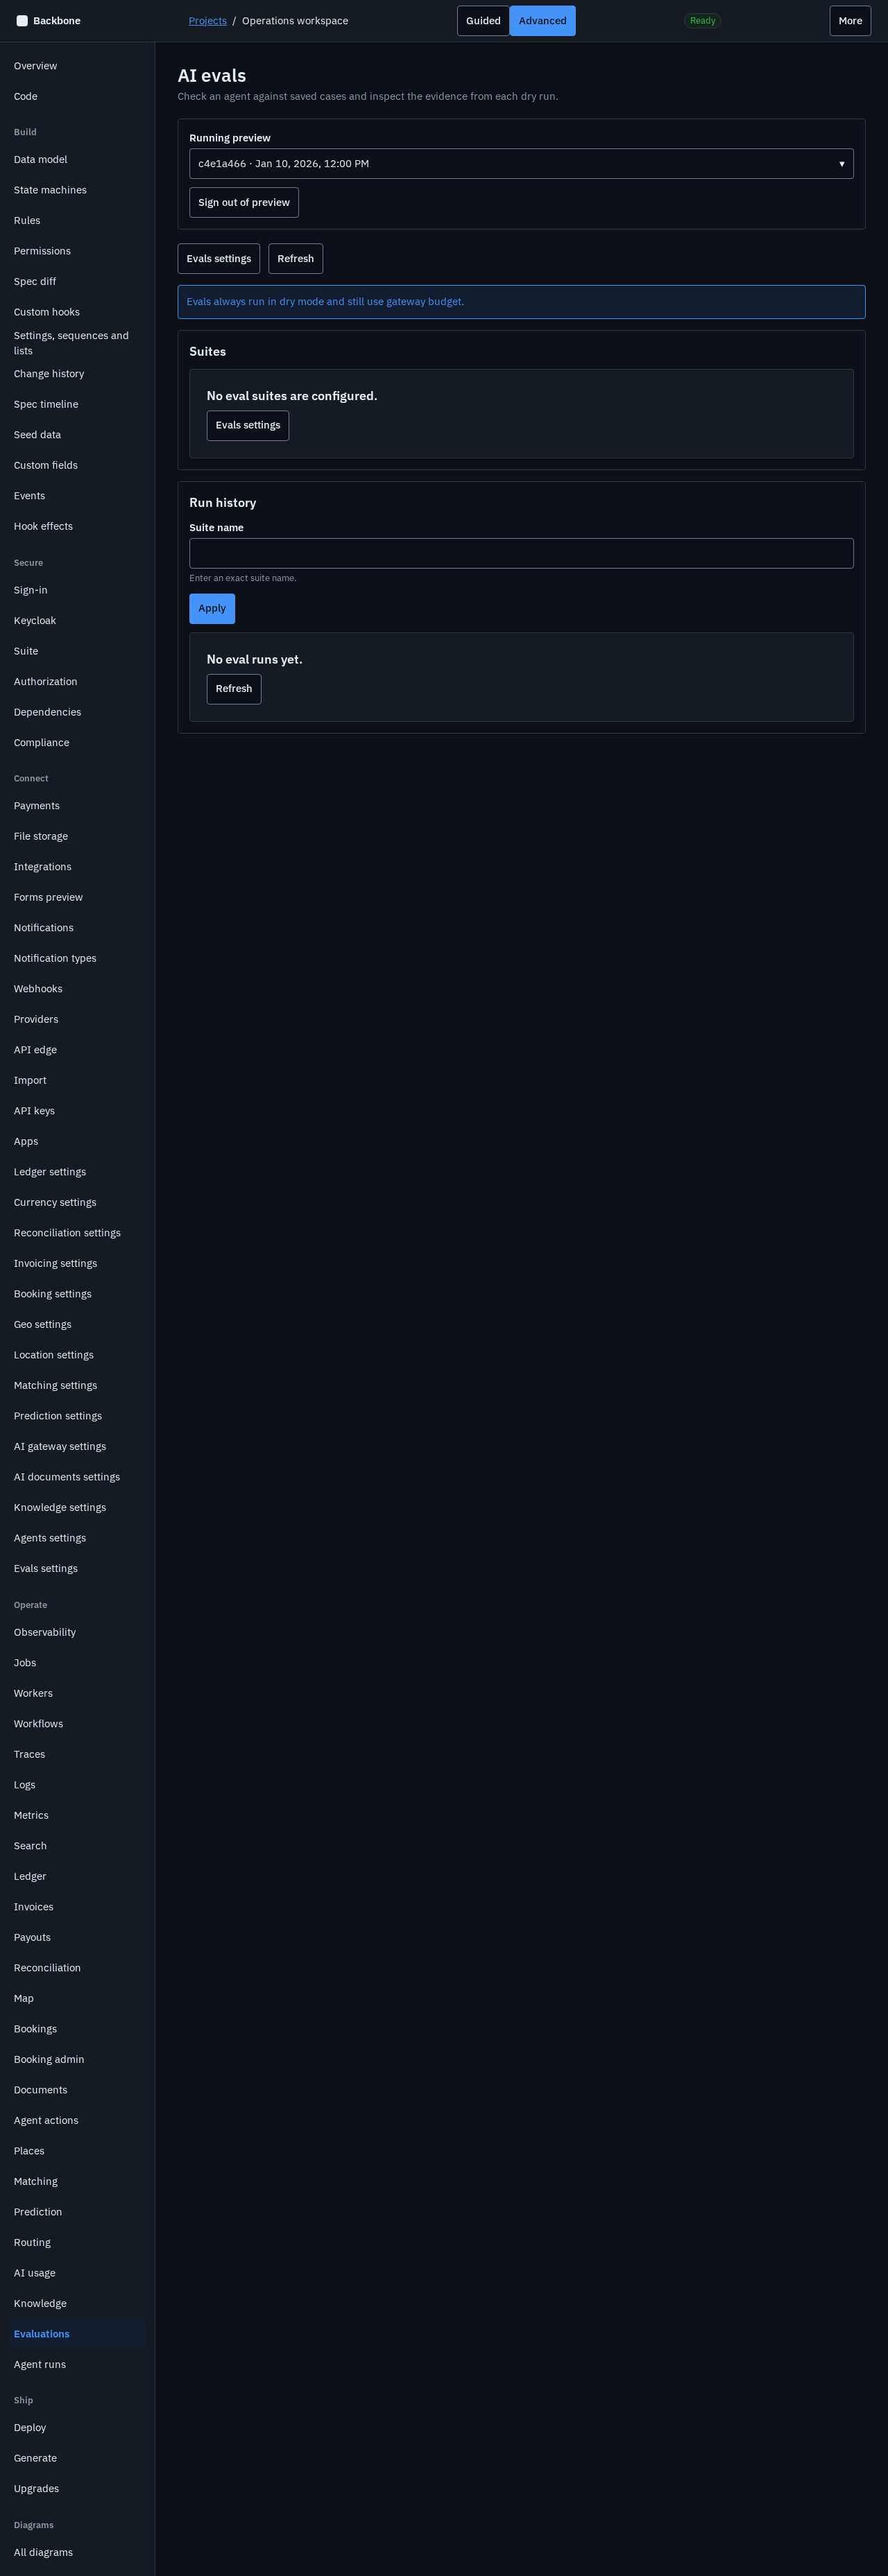 Backbone
Projects / Operations workspace
Guided
Advanced
Ready
More
Overview
Code
Build
Data model
State machines
Rules
Permissions
Spec diff
Custom hooks
Settings, sequences and
lists
Change history
Spec timeline
Seed data
Custom fields
Events
Hook effects
Secure
Sign-in
Keycloak
Suite
Authorization
Dependencies
Compliance
Connect
Payments
File storage
Integrations
Forms preview
Notifications
Notification types
Webhooks
Providers
API edge
Import
API keys
Apps
Ledger settings
Currency settings
Reconciliation settings
Invoicing settings
Booking settings
Geo settings
Location settings
Matching settings
Prediction settings
AI gateway settings
AI documents settings
Knowledge settings
Agents settings
Evals settings
Operate
Observability
Jobs
Workers
Workflows
Traces
Logs
Metrics
Search
Ledger
Invoices
Payouts
Reconciliation
Map
Bookings
Booking admin
Documents
Agent actions
Places
Matching
Prediction
Routing
AI usage
Knowledge
Evaluations
Agent runs
Ship
Deploy
Generate
Upgrades
Diagrams
All diagrams
AI evals
Check an agent against saved cases and inspect the evidence from each dry run.
Running preview
c4e1a466 · Jan 10, 2026, 12:00 PM
Sign out of preview
Evals settings
Refresh
Evals always run in dry mode and still use gateway budget.
Suites
No eval suites are configured.
Evals settings
Run history
Suite name
Enter an exact suite name.
Apply
No eval runs yet.
Refresh